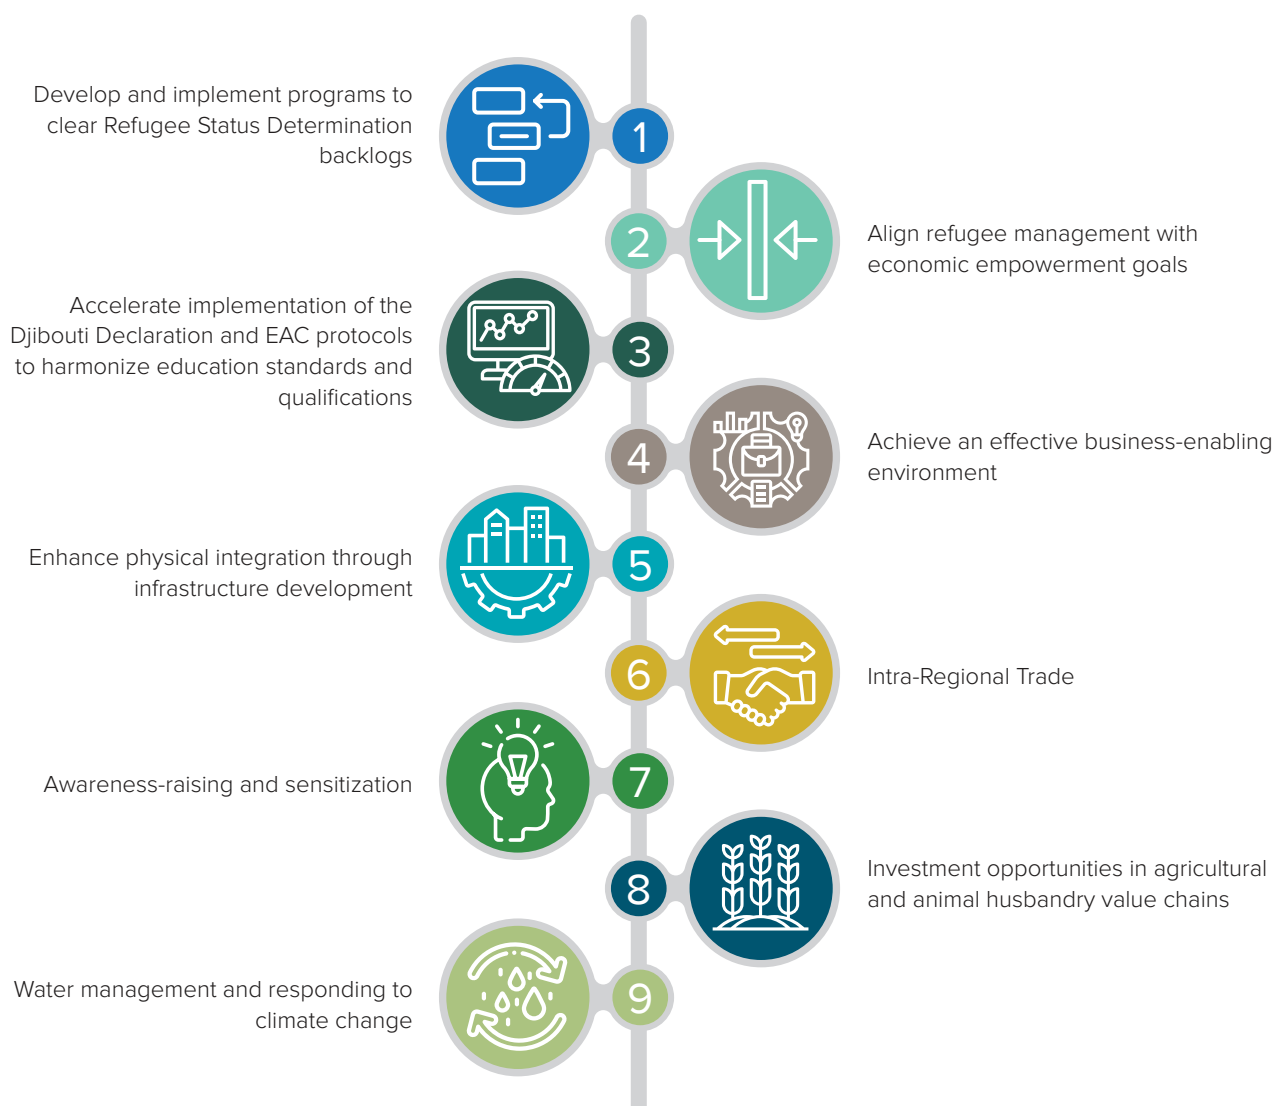 Develop and implement programs to
clear Refugee Status Determination
backlogs
1
2
Align refugee management with
economic empowerment goals
Accelerate implementation of the
Djibouti Declaration and EAC protocols
to harmonize education standards and
qualifications
3
4
Achieve an effective business-enabling
environment
Enhance physical integration through
infrastructure development
5
6
Intra-Regional Trade
Awareness-raising and sensitization
7
8
Investment opportunities in agricultural
and animal husbandry value chains
Water management and responding to
climate change
9